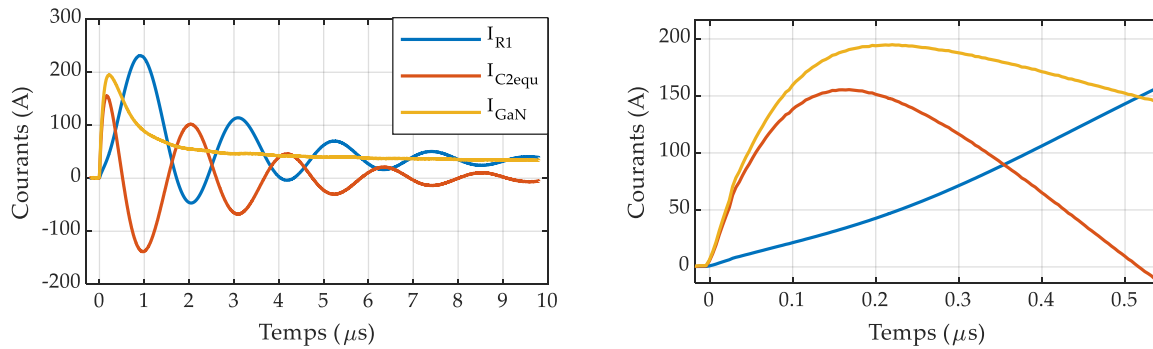 300
200
100
0
-100
-200
Courants (A)
I_R1
I_C2equ
I_GaN
0 1 2 3 4 5 6 7 8 9 10
Temps (μs)
200
150
100
50
0
Courants (A)
0 0.1 0.2 0.3 0.4 0.5
Temps (μs)